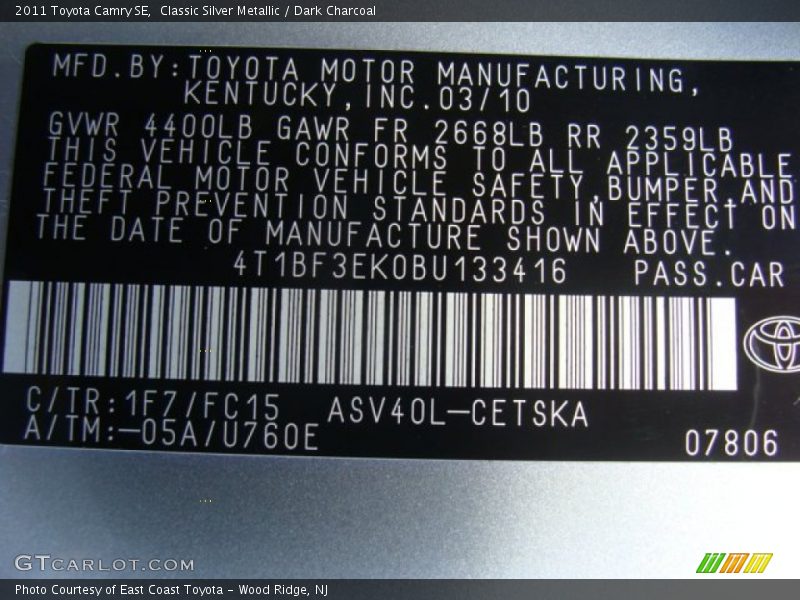 2011 Toyota Camry SE,  Classic Silver Metallic / Dark Charcoal
MFD.BY:TOYOTA MOTOR MANUFACTURING,
KENTUCKY,INC.03/10
GVWR 4400LB GAWR FR 2668LB RR 2359LB
THIS VEHICLE CONFORMS TO ALL APPLICABLE
FEDERAL MOTOR VEHICLE SAFETY,BUMPER,AND
THEFT PREVENTION STANDARDS IN EFFECT ON
THE DATE OF MANUFACTURE SHOWN ABOVE.
4T1BF3EK0BU133416 PASS.CAR
C/TR:1F7/FC15 ASV40L-CETSKA
A/TM:-05A/U760E
07806
GTCARLOT.COM
Photo Courtesy of East Coast Toyota - Wood Ridge, NJ